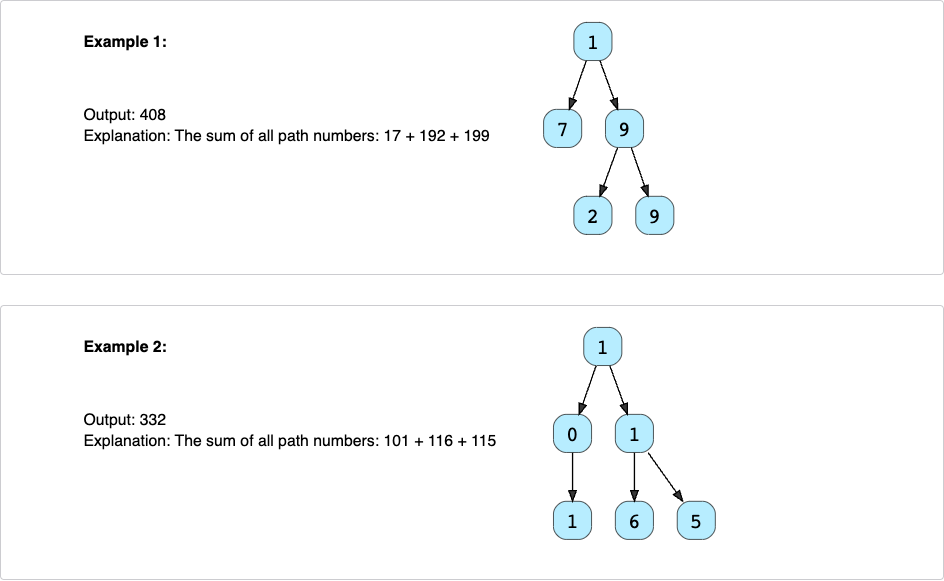 Example 1:
1
Output: 408
Explanation: The sum of all path numbers: 17 + 192 + 199
7 9
2 9
Example 2:
1
Output: 332
Explanation: The sum of all path numbers: 101 + 116 + 115
0 1
1 6 5